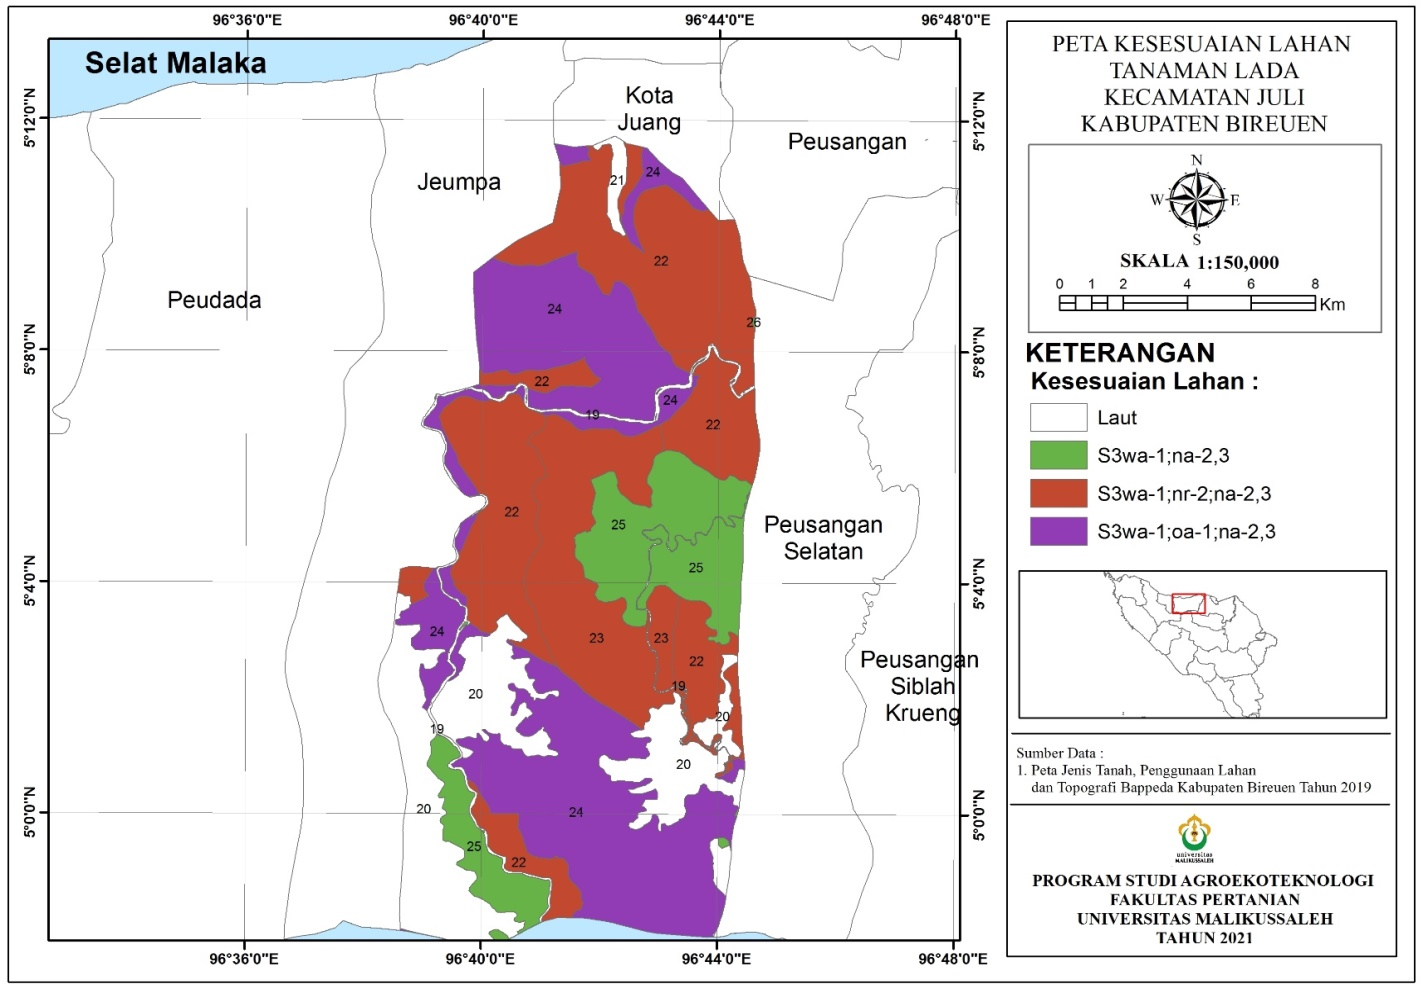 96°36'0"E
96°40'0"E
96°44'0"E
96°48'0"E
Selat Malaka
5°12'0"N
5°8'0"N
5°4'0"N
5°0'0"N
Kota
Juang
Peusangan
Jeumpa
Peudada
Peusangan
Selatan
Peusangan
Siblah
Krueng
21
24
22
24
26
22
24
19
22
22
25
25
24
23
23
22
19
20
20
19
20
20
24
25
22
5°12'0"N
5°8'0"N
5°4'0"N
5°0'0"N
96°36'0"E
96°40'0"E
96°44'0"E
96°48'0"E
PETA KESESUAIAN LAHAN
TANAMAN LADA
KECAMATAN JULI
KABUPATEN BIREUEN
N
W
E
S
SKALA 1:150,000
0 1 2 4 6 8
Km
KETERANGAN
Kesesuaian Lahan :
Laut
S3wa-1;na-2,3
S3wa-1;nr-2;na-2,3
S3wa-1;oa-1;na-2,3
Sumber Data :
1. Peta Jenis Tanah, Penggunaan Lahan
dan Topografi Bappeda Kabupaten Bireuen Tahun 2019
universitas
MALIKUSSALEH
PROGRAM STUDI AGROEKOTEKNOLOGI
FAKULTAS PERTANIAN
UNIVERSITAS MALIKUSSALEH
TAHUN 2021